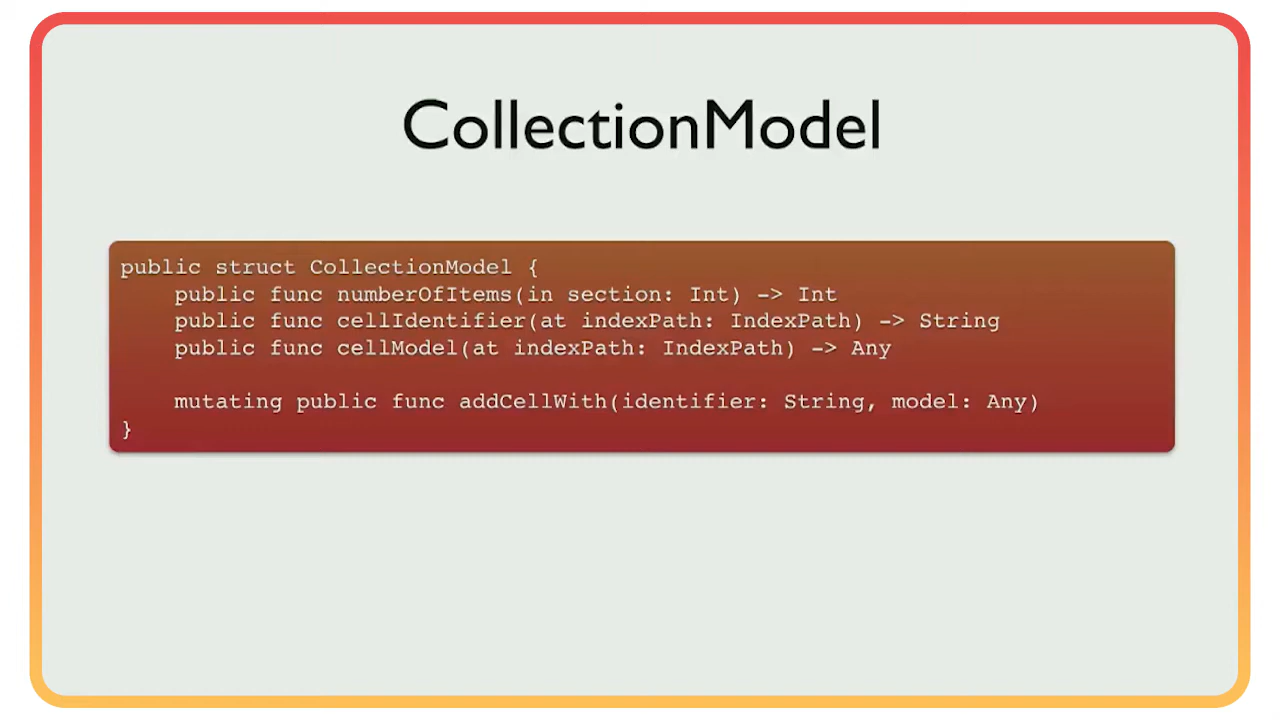 CollectionModel
public struct CollectionModel {
    public func numberOfItems(in section: Int) -> Int
    public func cellIdentifier(at indexPath: IndexPath) -> String
    public func cellModel(at indexPath: IndexPath) -> Any
    mutating public func addCellWith(identifier: String, model: Any)
}